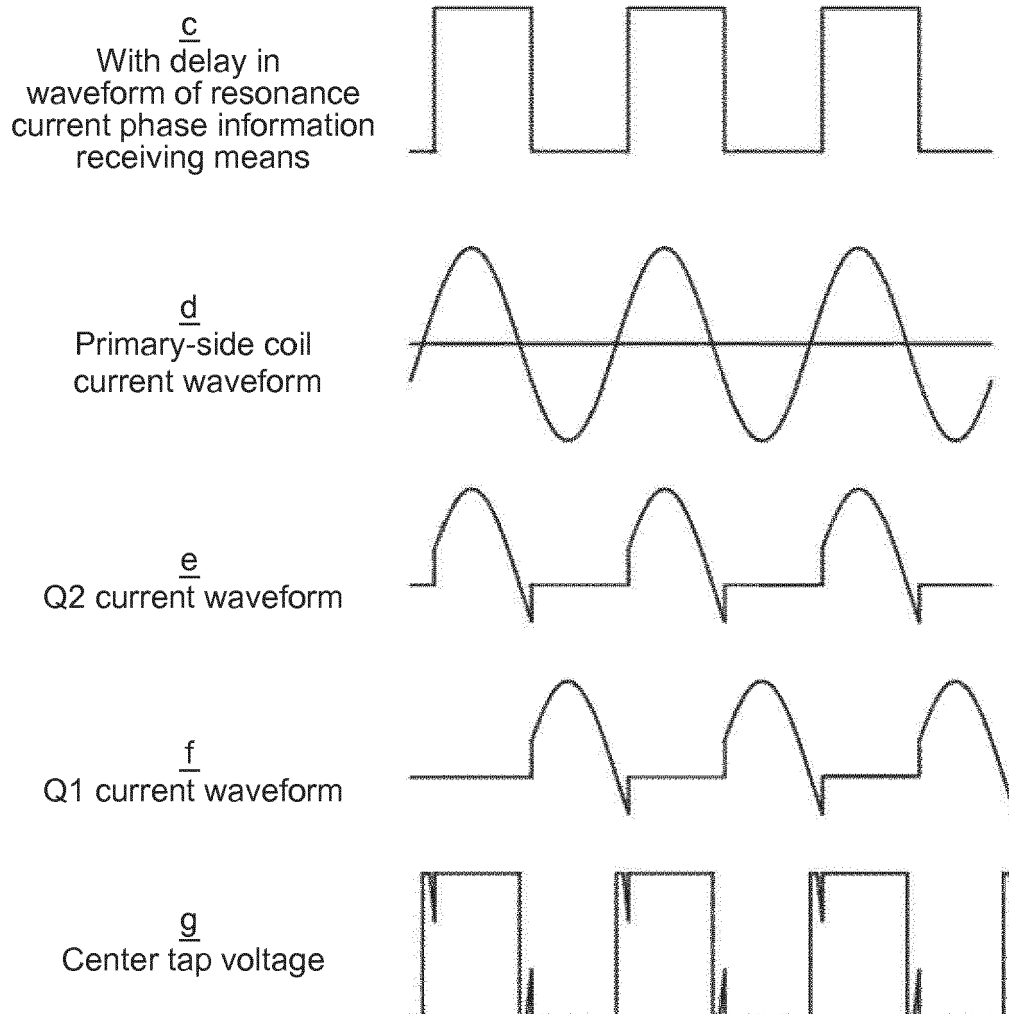 c
With delay in
waveform of resonance
current phase information
receiving means
d
Primary-side coil
current waveform
e
Q2 current waveform
f
Q1 current waveform
g
Center tap voltage